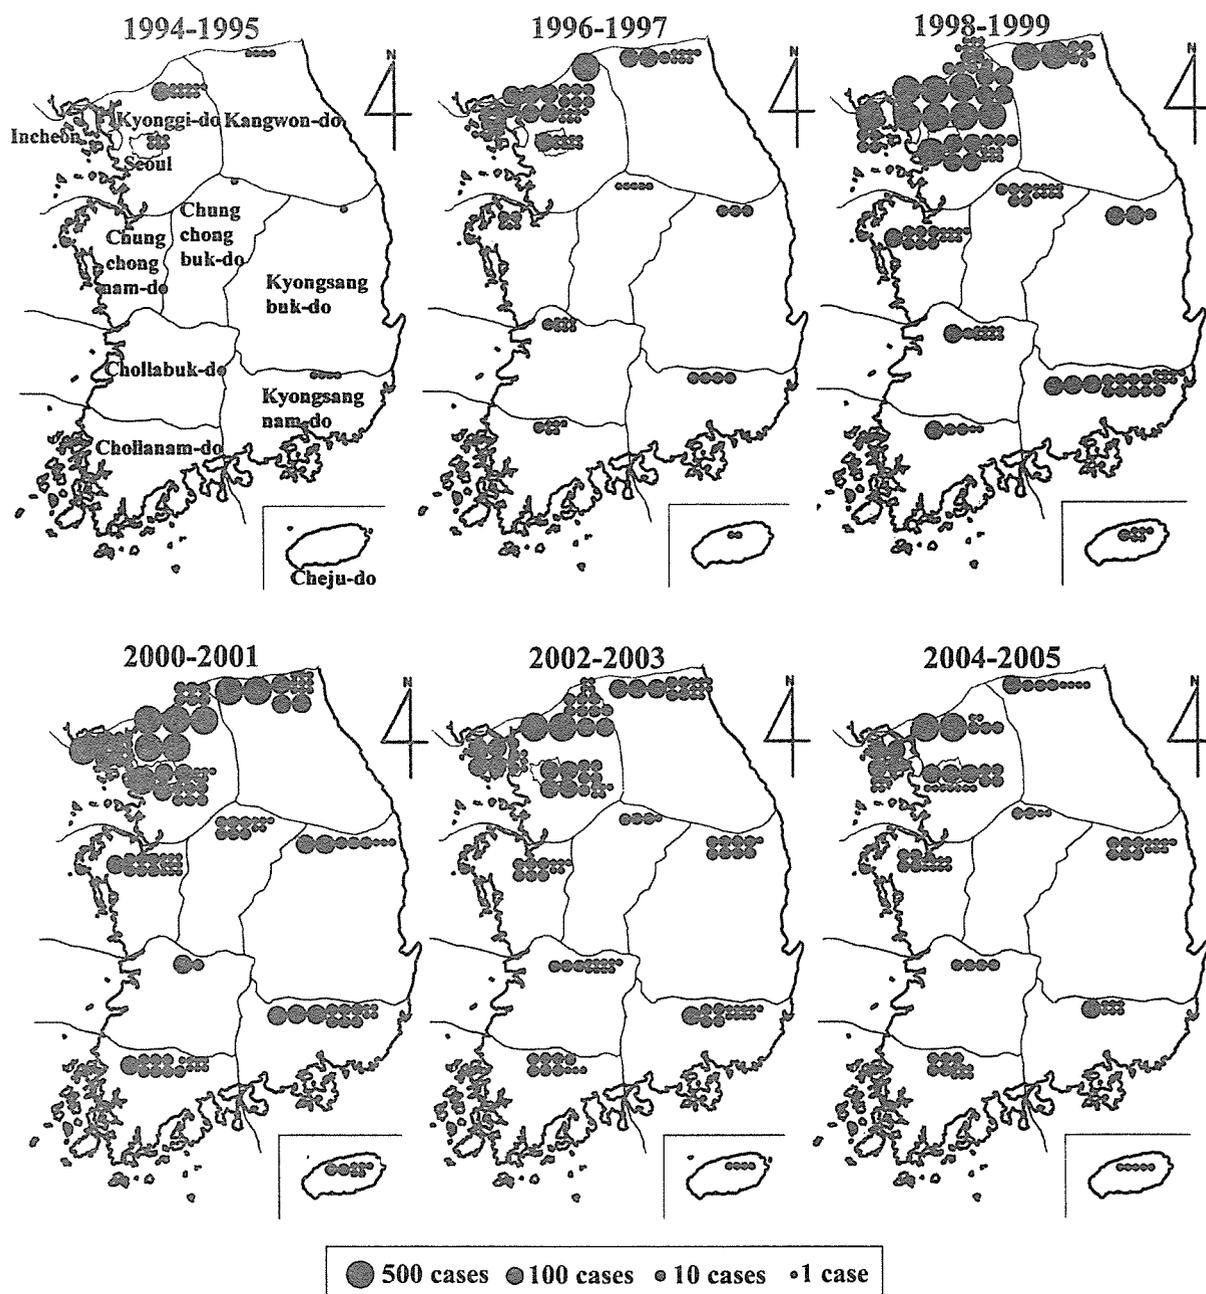 1994-1995
1996-1997
1998-1999
N
N
N
Incheon
Kyonggi-do
Kangwon-do
Seoul
Chung
chong
nam-do
Chung
chong
buk-do
Kyongsang
buk-do
Chollabuk-do
Kyongsang
nam-do
Chollanam-do
Cheju-do
2000-2001
2002-2003
2004-2005
N
N
N
500 cases 100 cases 10 cases 1 case